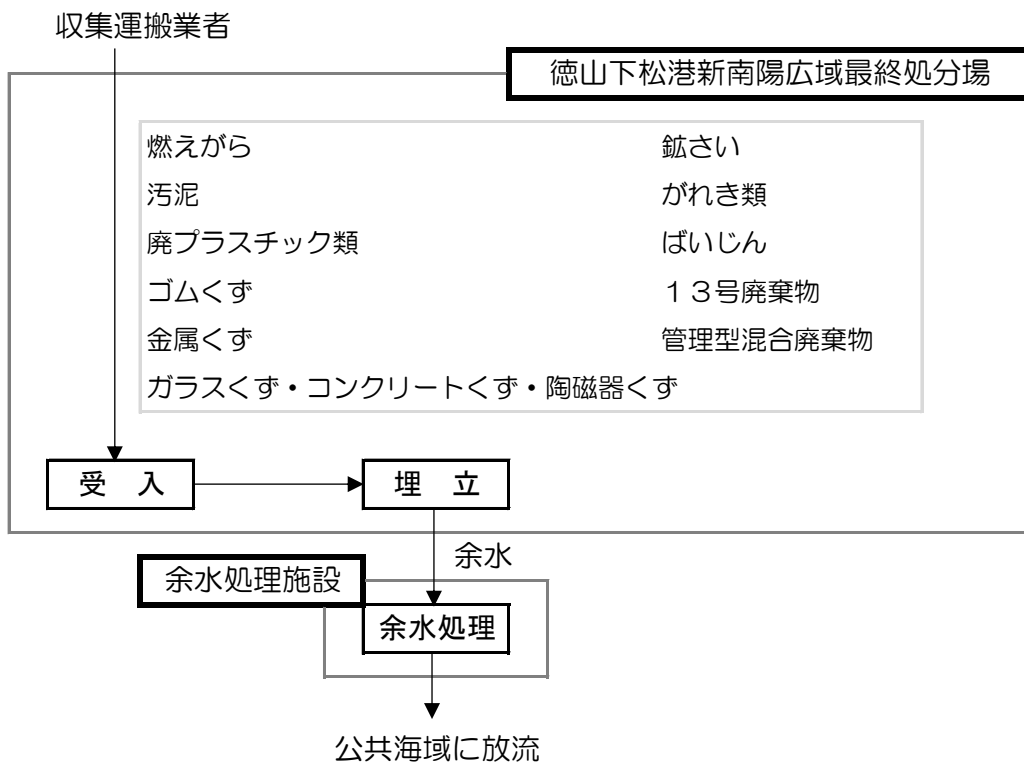 収集運搬業者
徳山下松港新南陽広域最終処分場
燃えがら
鉱さい
汚泥
がれき類
廃プラスチック類
ばいじん
ゴムくず
１３号廃棄物
金属くず
管理型混合廃棄物
ガラスくず・コンクリートくず・陶磁器くず
受　入
埋　立
余水
余水処理施設
余水処理
公共海域に放流